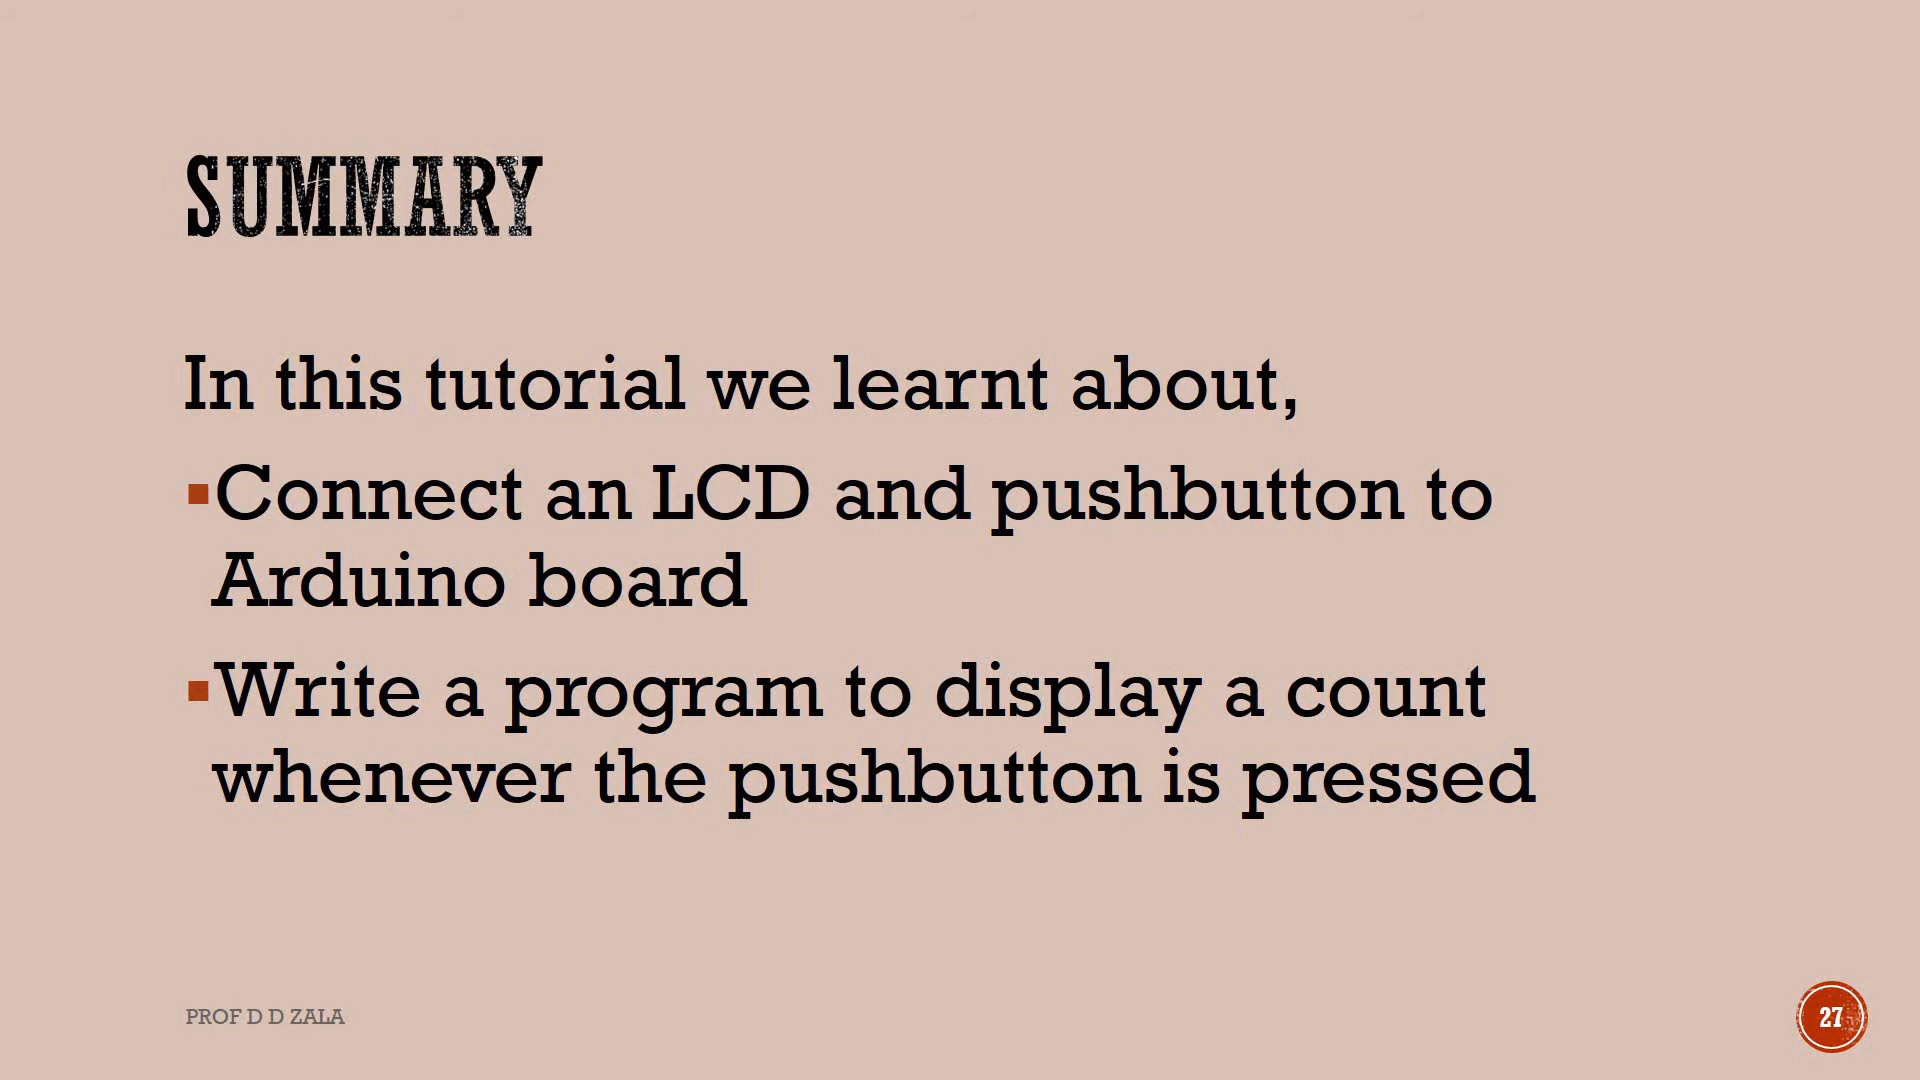 SUMMARY
In this tutorial we learnt about,
▪Connect an LCD and pushbutton to
Arduino board
▪Write a program to display a count
whenever the pushbutton is pressed
PROF D D ZALA
27